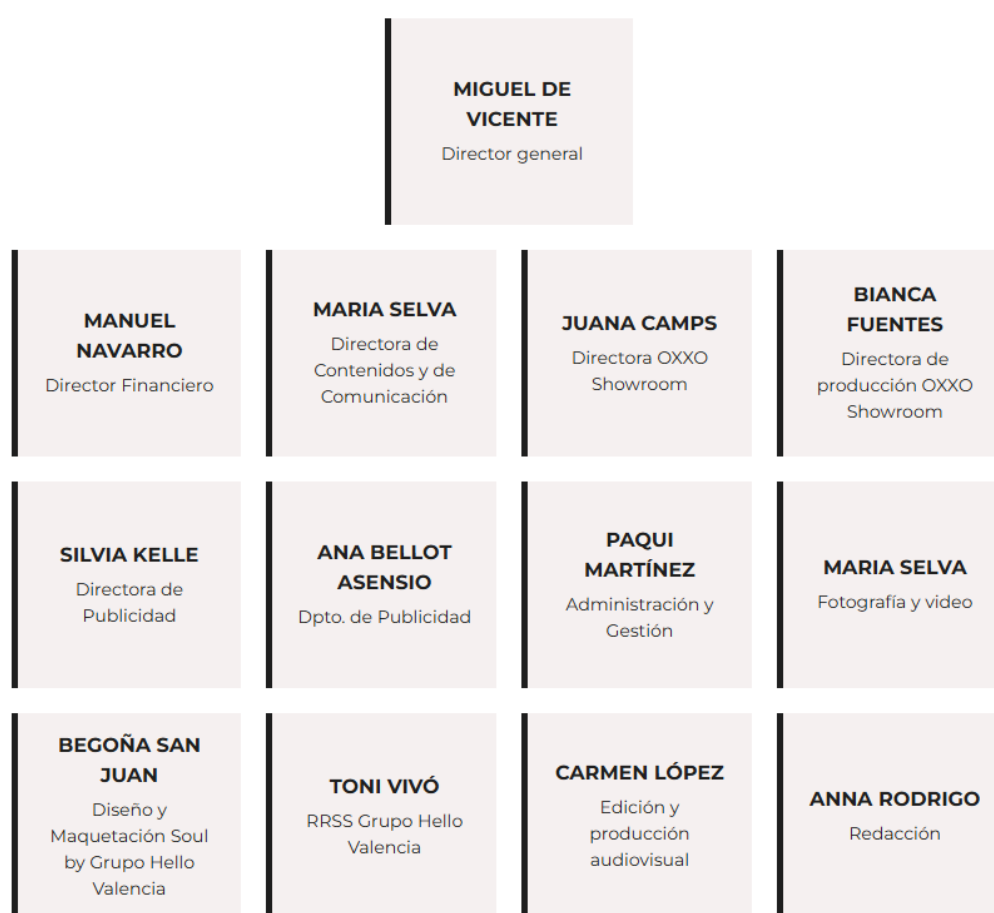 MIGUEL DE
VICENTE
Director general
MANUEL
NAVARRO
Director Financiero
MARIA SELVA
Directora de
Contenidos y de
Comunicación
JUANA CAMPS
Directora OXXO
Showroom
BIANCA
FUENTES
Directora de
producción OXXO
Showroom
SILVIA KELLE
Directora de
Publicidad
ANA BELLOT
ASENSIO
Dpto. de Publicidad
PAQUI
MARTÍNEZ
Administración y
Gestión
MARIA SELVA
Fotografía y video
BEGOÑA SAN
JUAN
Diseño y
Maquetación Soul
by Grupo Hello
Valencia
TONI VIVÓ
RRSS Grupo Hello
Valencia
CARMEN LÓPEZ
Edición y
producción
audiovisual
ANNA RODRIGO
Redacción